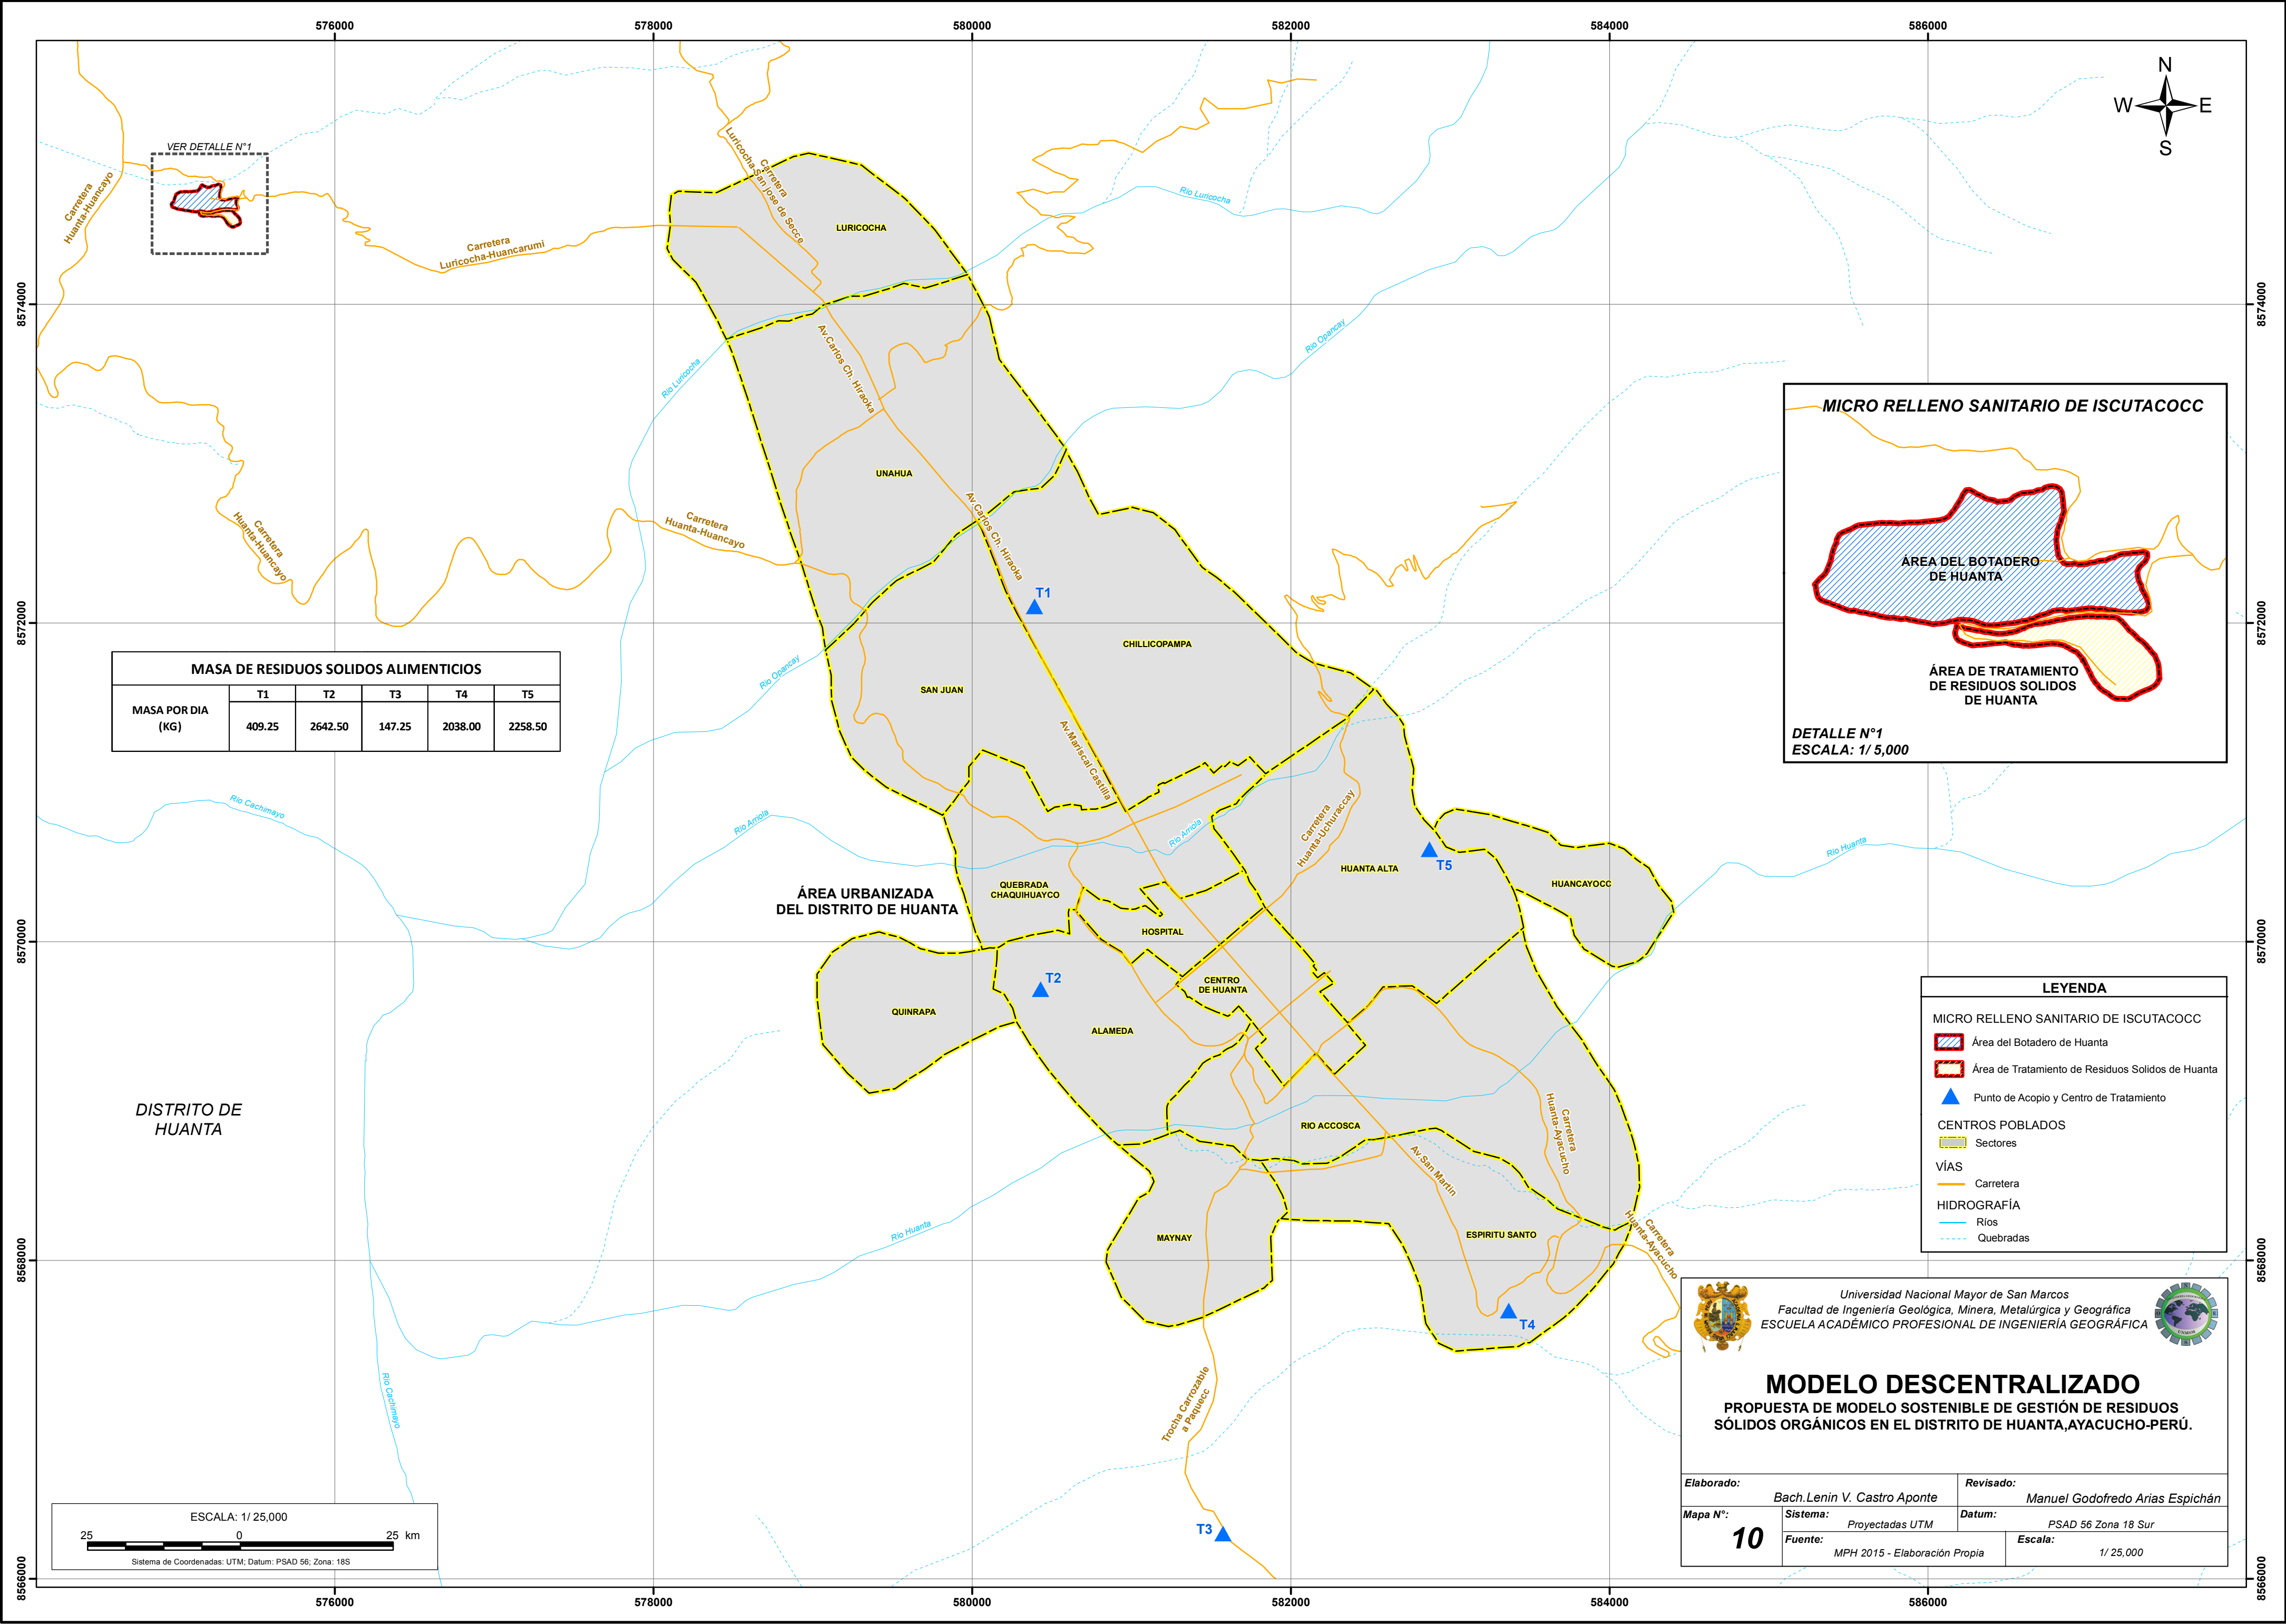 576000
578000
580000
582000
584000
586000
N
W
E
S
8574000
8572000
8570000
8568000
8566000
8574000
8572000
8570000
8568000
8566000
VER DETALLE N°1
Carretera
Huanta-Huancayo
Carretera
Luricocha-Huancarumi
Carretera
Luricocha-San jose de Secce
LURICOCHA
Rio Luricocha
Rio Luricocha
Rio Opancay
Av.Carlos Ch. Hiraoka
UNAHUA
Carretera
Huanta-Huancayo
Carretera
Huanta-Huancayo
Av.Carlos Ch. Hiraoka
T1
CHILLICOPAMPA
SAN JUAN
Rio Opancay
Av.Mariscal Castilla
MASA DE RESIDUOS SOLIDOS ALIMENTICIOS
MASA POR DIA
(KG)
T1 T2 T3 T4 T5
409.25 2642.50 147.25 2038.00 2258.50
MICRO RELLENO SANITARIO DE ISCUTACOCC
ÁREA DEL BOTADERO
DE HUANTA
ÁREA DE TRATAMIENTO
DE RESIDUOS SOLIDOS
DE HUANTA
DETALLE N°1
ESCALA: 1/ 5,000
Rio Cachimayo
Rio Amola
Rio Amola
Carretera
Huanta-Uchuraccay
HUANTA ALTA
T5
HUANCAYOCC
Rio Huanta
ÁREA URBANIZADA
DEL DISTRITO DE HUANTA
QUEBRADA
CHAQUIHUAYCO
HOSPITAL
CENTRO
DE HUANTA
T2
QUINRAPA
ALAMEDA
DISTRITO DE
HUANTA
RIO ACCOSCA
Carretera
Huanta-Ayacucho
Av.San Martin
Carretera
Huanta-Ayacucho
MAYNAY
ESPIRITU SANTO
Rio Huanta
T4
Rio Cachimayo
Trocha Carrozable
a Paquecc
T3
LEYENDA
MICRO RELLENO SANITARIO DE ISCUTACOCC
Área del Botadero de Huanta
Área de Tratamiento de Residuos Solidos de Huanta
Punto de Acopio y Centro de Tratamiento
CENTROS POBLADOS
Sectores
VÍAS
Carretera
HIDROGRAFÍA
Ríos
Quebradas
Universidad Nacional Mayor de San Marcos
Facultad de Ingeniería Geológica, Minera, Metalúrgica y Geográfica
ESCUELA ACADÉMICO PROFESIONAL DE INGENIERÍA GEOGRÁFICA
MODELO DESCENTRALIZADO
PROPUESTA DE MODELO SOSTENIBLE DE GESTIÓN DE RESIDUOS
SÓLIDOS ORGÁNICOS EN EL DISTRITO DE HUANTA,AYACUCHO-PERÚ.
Elaborado:
Bach.Lenin V. Castro Aponte
Revisado:
Manuel Godofredo Arias Espichán
Mapa N°:
10
Sistema:
Proyectadas UTM
Datum:
PSAD 56 Zona 18 Sur
Fuente:
MPH 2015 - Elaboración Propia
Escala:
1/ 25,000
ESCALA: 1/ 25,000
25 0 25 km
Sistema de Coordenadas: UTM; Datum: PSAD 56; Zona: 18S
576000
578000
580000
582000
584000
586000